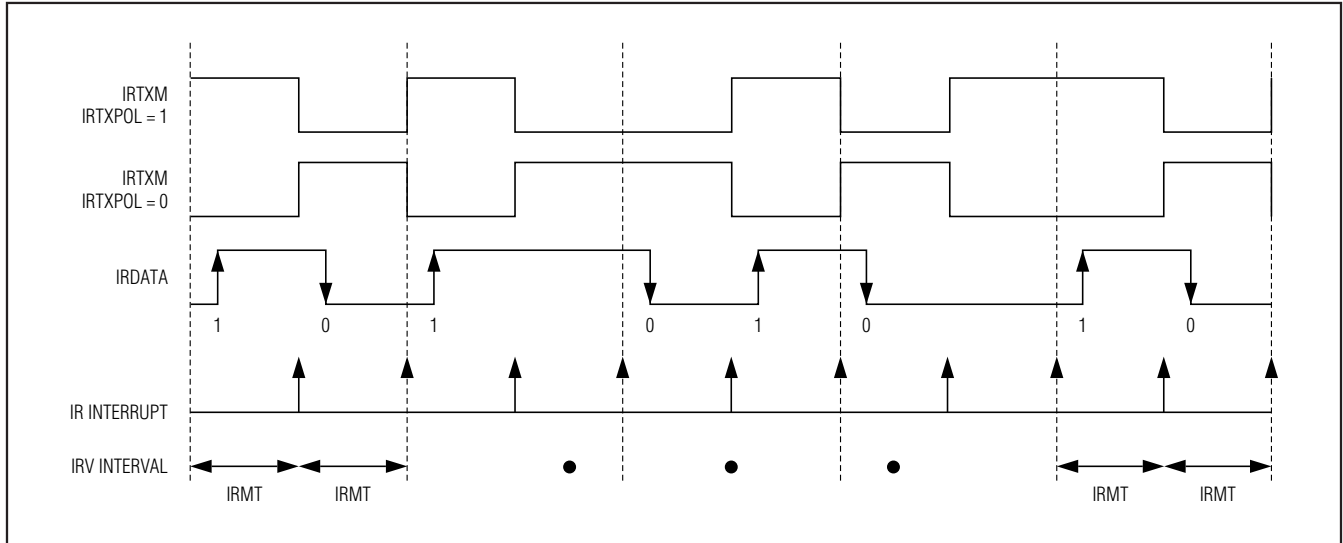 IRTXM
IRTXPOL = 1
IRTXM
IRTXPOL = 0
IRDATA
1 0 1 0 1 0 1 0
IR INTERRUPT
IRV INTERVAL
IRMT IRMT IRMT IRMT